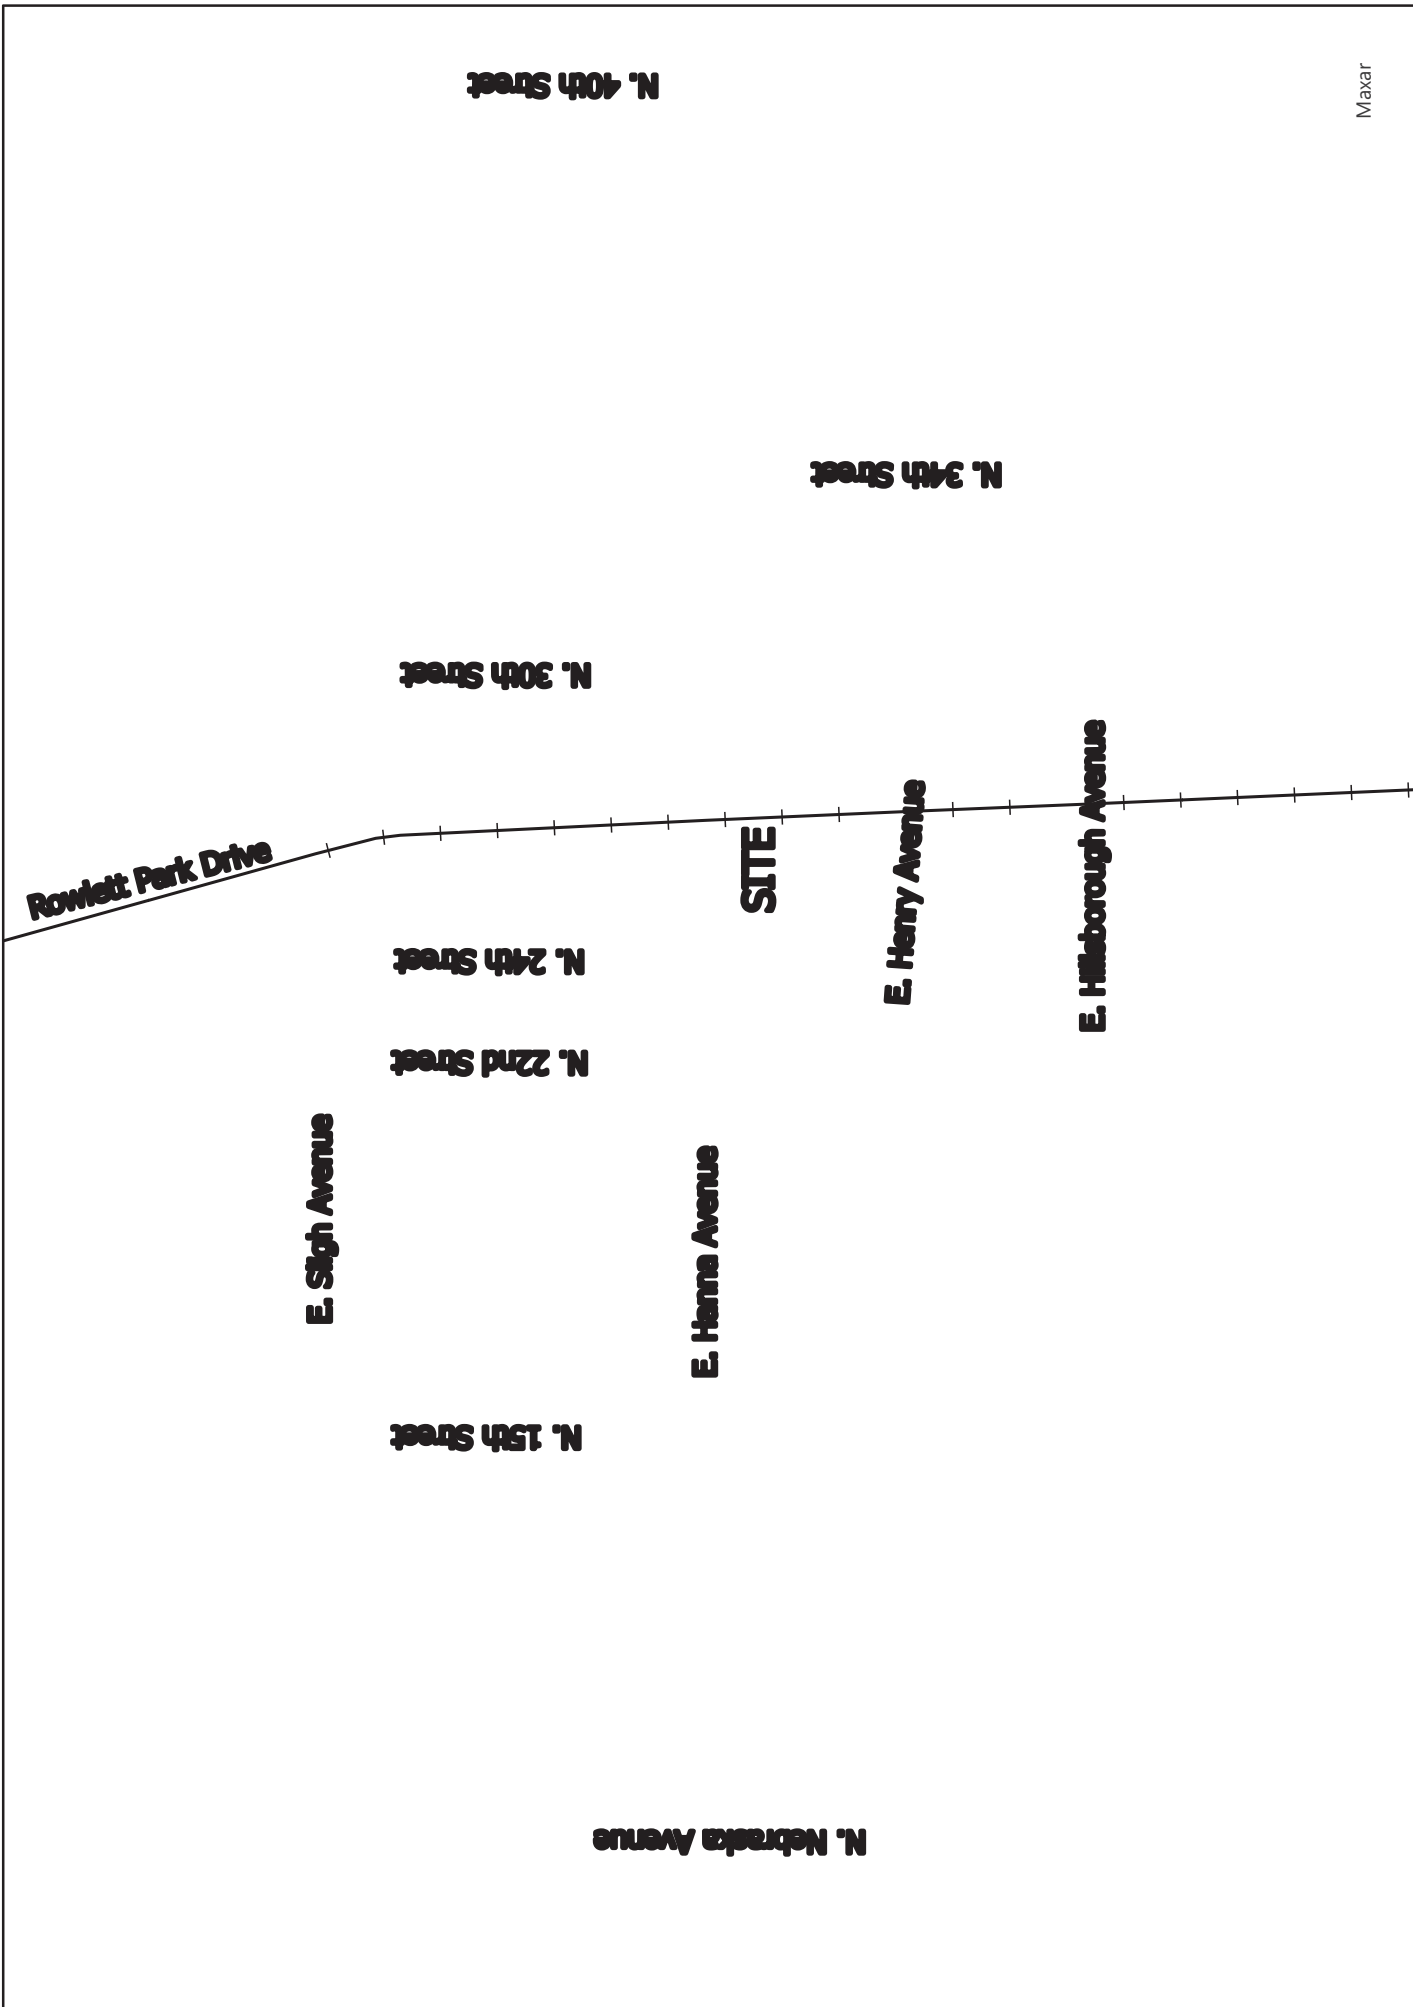 N. 40th Street
Maxar
N. 34th Street
N. 30th Street
E. Hillsborough Avenue
E. Henry Avenue
SITE
Rowlett Park Drive
N. 24th Street
N. 22nd Street
E. Sligh Avenue
E. Hanna Avenue
N. 15th Street
N. Nebraska Avenue